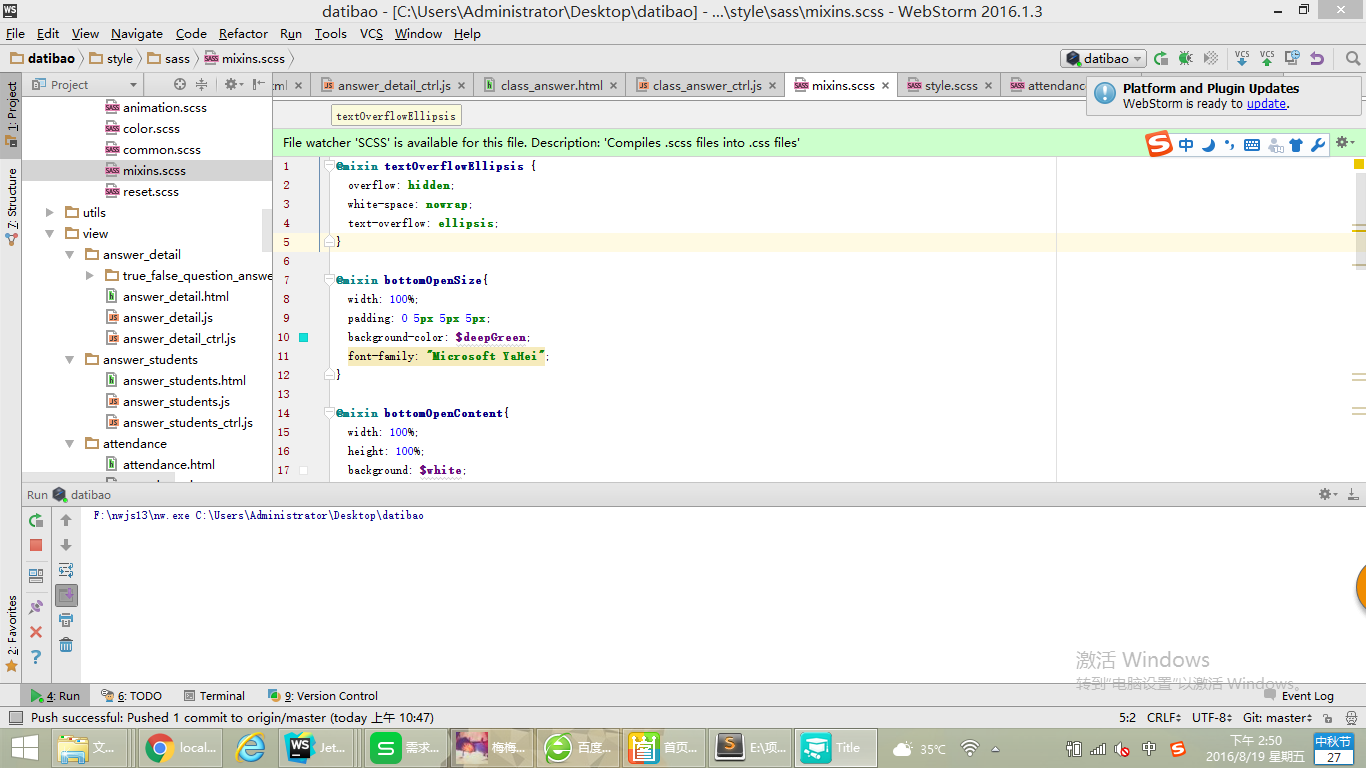 WS
datibao - [C:\Users\Administrator\Desktop\datibao] - ...\style\sass\mixins.scss - WebStorm 2016.1.3
File Edit View Navigate Code Refactor Run Tools VCS Window Help
datibao style sass mixins.scss
datibao VCS VCS
1: Project
Z: Structure
2: Favorites
Project
tml answer_detail_ctrl.js class_answer.html class_answer_ctrl.js mixins.scss style.scss attendanc
Platform and Plugin Updates
WebStorm is ready to update.
animation.scss
color.scss
common.scss
mixins.scss
reset.scss
utils
view
answer_detail
true_false_question_answe
answer_detail.html
answer_detail.js
answer_detail_ctrl.js
answer_students
answer_students.html
answer_students.js
answer_students_ctrl.js
attendance
attendance.html
textOverflowEllipsis
File watcher 'SCSS' is available for this file. Description: 'Compiles .scss files into .css files'
中
1 @mixin textOverflowEllipsis {
2 overflow: hidden;
3 white-space: nowrap;
4 text-overflow: ellipsis;
5 }
6
7 @mixin bottomOpenSize{
8 width: 100%;
9 padding: 0 5px 5px 5px;
10 background-color: $deepGreen;
11 font-family: "Microsoft YaHei";
12 }
13
14 @mixin bottomOpenContent{
15 width: 100%;
16 height: 100%;
17 background: $white;
Run datibao
F:\nwjs13\nw.exe C:\Users\Administrator\Desktop\datibao
激活 Windows
转到"电脑设置"以激活 Windows。
4: Run 6: TODO Terminal 9: Version Control Event Log
Push successful: Pushed 1 commit to origin/master (today 上午 10:47)
5:2 CRLF UTF-8 Git: master
文... local... Jet... 需求... 梅梅... 百度... 首页... E:\项... Title
35℃
中
下午 2:50
2016/8/19 星期五
中秋节
27